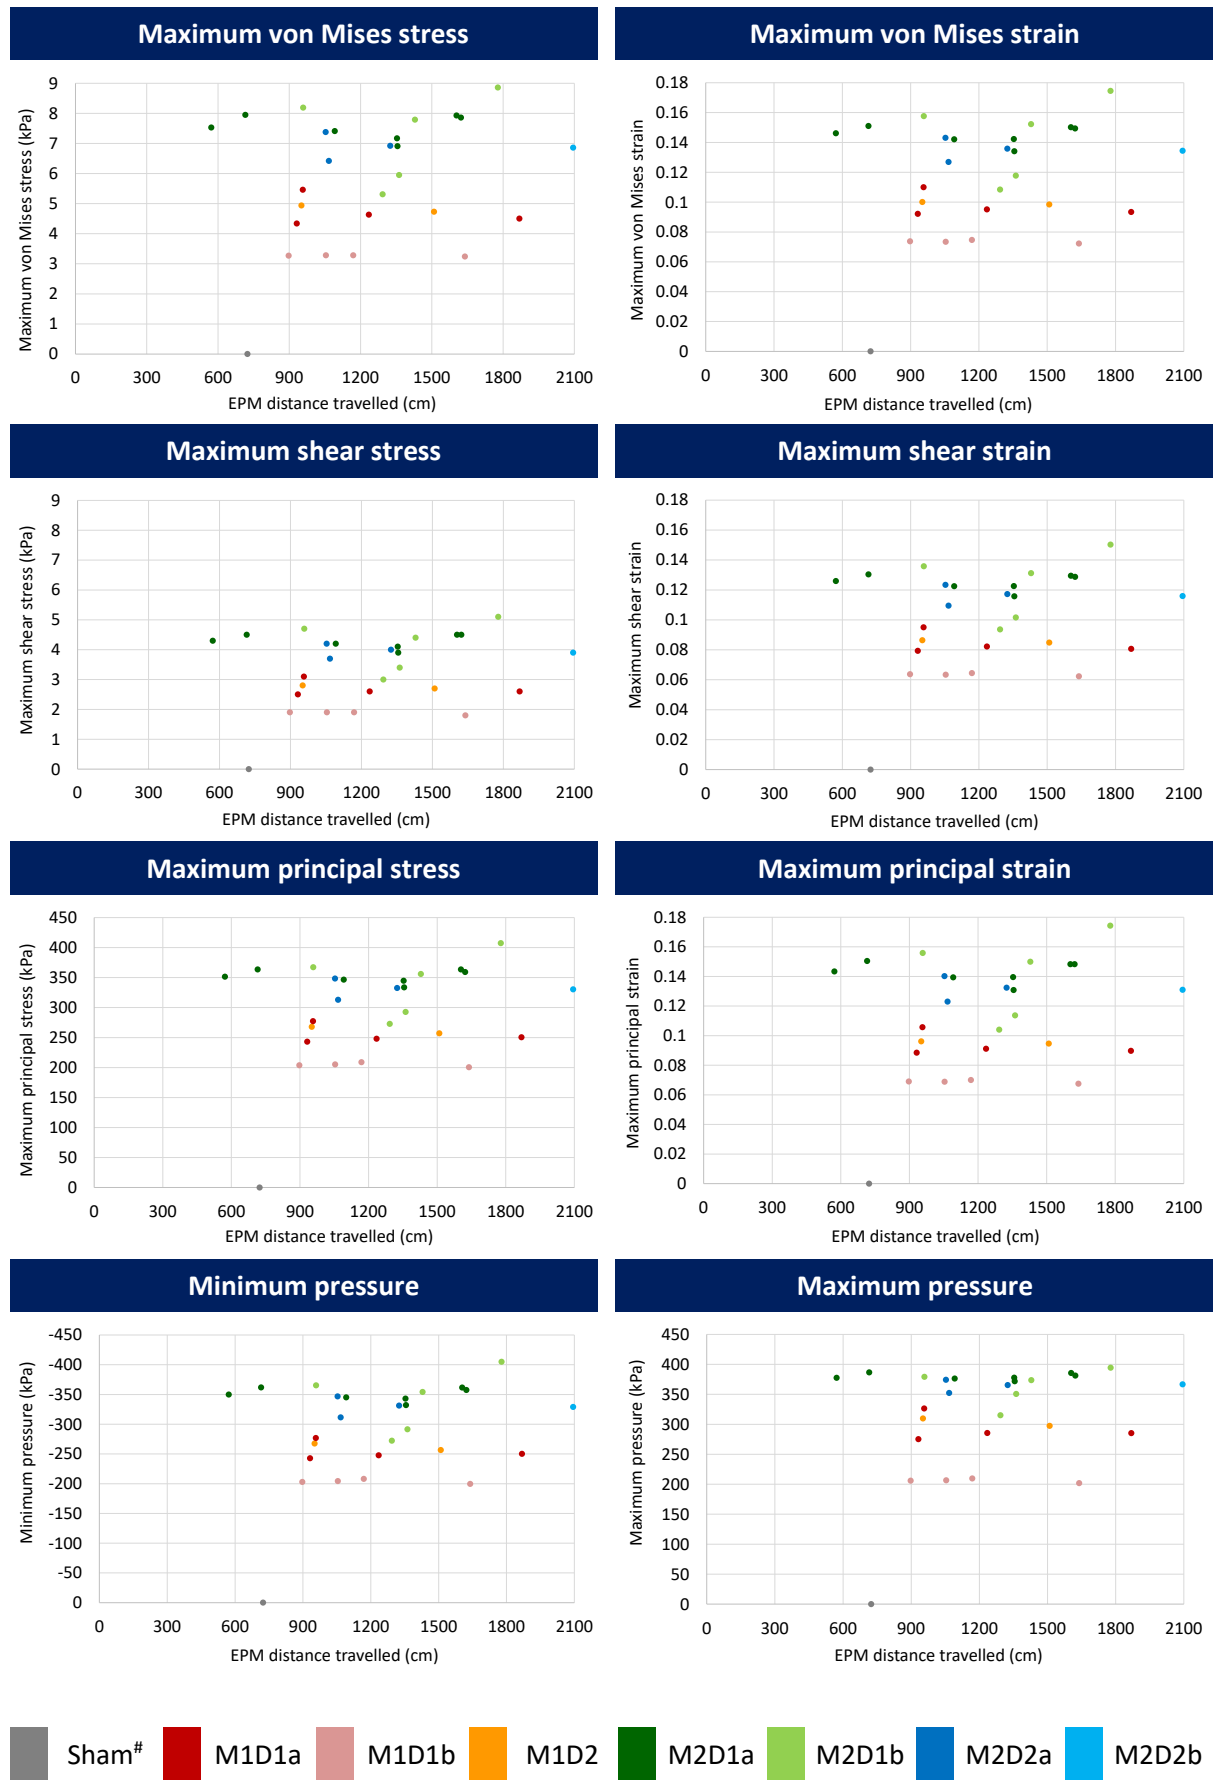 Maximum von Mises stress
Maximum von Mises strain
Maximum von Mises stress (kPa)
9
8
7
6
5
4
3
2
1
0
0 300 600 900 1200 1500 1800 2100
EPM distance travelled (cm)
Maximum von Mises strain
0.18
0.16
0.14
0.12
0.1
0.08
0.06
0.04
0.02
0
0 300 600 900 1200 1500 1800 2100
EPM distance travelled (cm)
Maximum shear stress
Maximum shear strain
Maximum shear stress (kPa)
9
8
7
6
5
4
3
2
1
0
0 300 600 900 1200 1500 1800 2100
EPM distance travelled (cm)
Maximum shear strain
0.18
0.16
0.14
0.12
0.1
0.08
0.06
0.04
0.02
0
0 300 600 900 1200 1500 1800 2100
EPM distance travelled (cm)
Maximum principal stress
Maximum principal strain
Maximum principal stress (kPa)
450
400
350
300
250
200
150
100
50
0
0 300 600 900 1200 1500 1800 2100
EPM distance travelled (cm)
Maximum principal strain
0.18
0.16
0.14
0.12
0.1
0.08
0.06
0.04
0.02
0
0 300 600 900 1200 1500 1800 2100
EPM distance travelled (cm)
Minimum pressure
Maximum pressure
Minimum pressure (kPa)
-450
-400
-350
-300
-250
-200
-150
-100
-50
0
0 300 600 900 1200 1500 1800 2100
EPM distance travelled (cm)
Maximum pressure (kPa)
450
400
350
300
250
200
150
100
50
0
0 300 600 900 1200 1500 1800 2100
EPM distance travelled (cm)
Sham# M1D1a M1D1b M1D2 M2D1a M2D1b M2D2a M2D2b